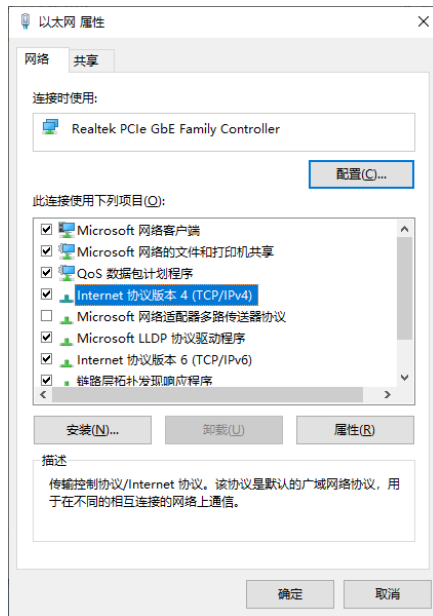 以太网 属性
网络 共享
连接时使用:
Realtek PCIe GbE Family Controller
配置(C)...
此连接使用下列项目(O):
Microsoft 网络客户端
Microsoft 网络的文件和打印机共享
QoS 数据包计划程序
Internet 协议版本 4 (TCP/IPv4)
Microsoft 网络适配器多路传送器协议
Microsoft LLDP 协议驱动程序
Internet 协议版本 6 (TCP/IPv6)
链路层拓扑发现响应程序
安装(N)... 卸载(U) 属性(R)
描述
传输控制协议/Internet 协议。该协议是默认的广域网络协议，用
于在不同的相互连接的网络上通信。
确定 取消